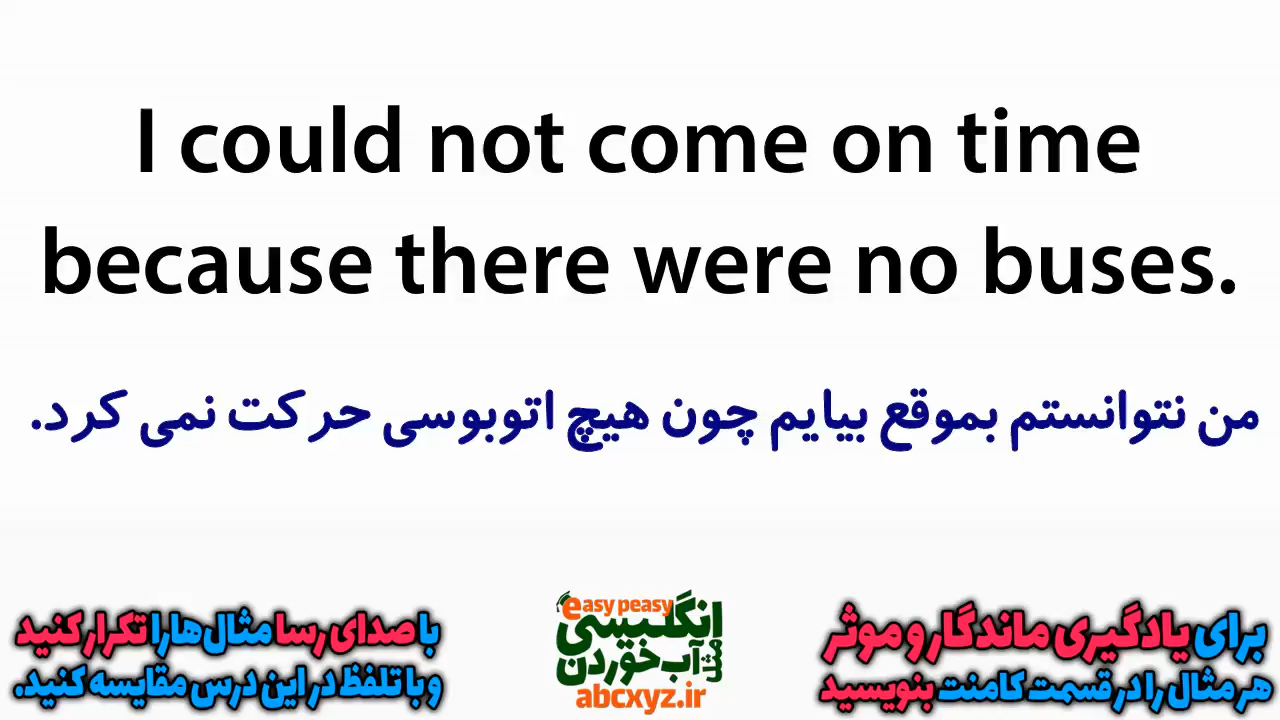 I could not come on time
because there were no buses.
من نتوانستم بموقع بیایم چون هیچ اتوبوسی حرکت نمی کرد.
برای یادگیری ماندگار و موثر
هر مثال را در قسمت کامنت بنویسید
easy peasy
انگلیسی
مثل آب خوردن
abcxyz.ir
با صدای رسا مثال‌ها را تکرار کنید
و با تلفظ در این درس مقایسه کنید.